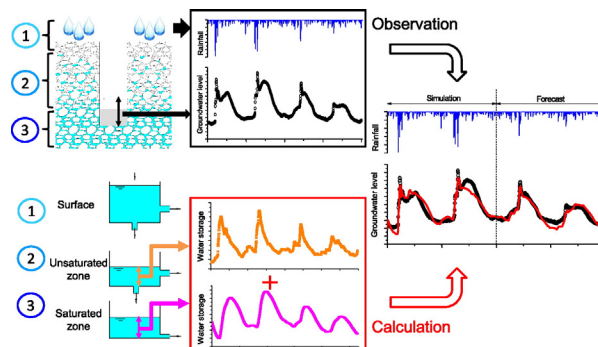 1
2
3
Rainfall
Groundwater level
Observation
Simulation
Forecast
Rainfall
Groundwater level
1
Surface
2
Unsaturated
zone
3
Saturated
zone
Water storage
+
Water storage
Calculation